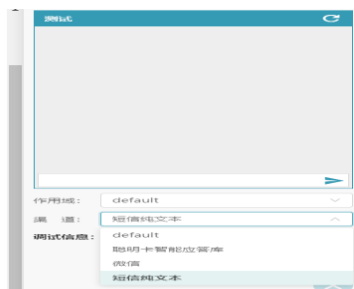 测试
作用域： default
渠 道： 短信纯文本
调试信息： default
聪明卡智能应答库
微信
短信纯文本